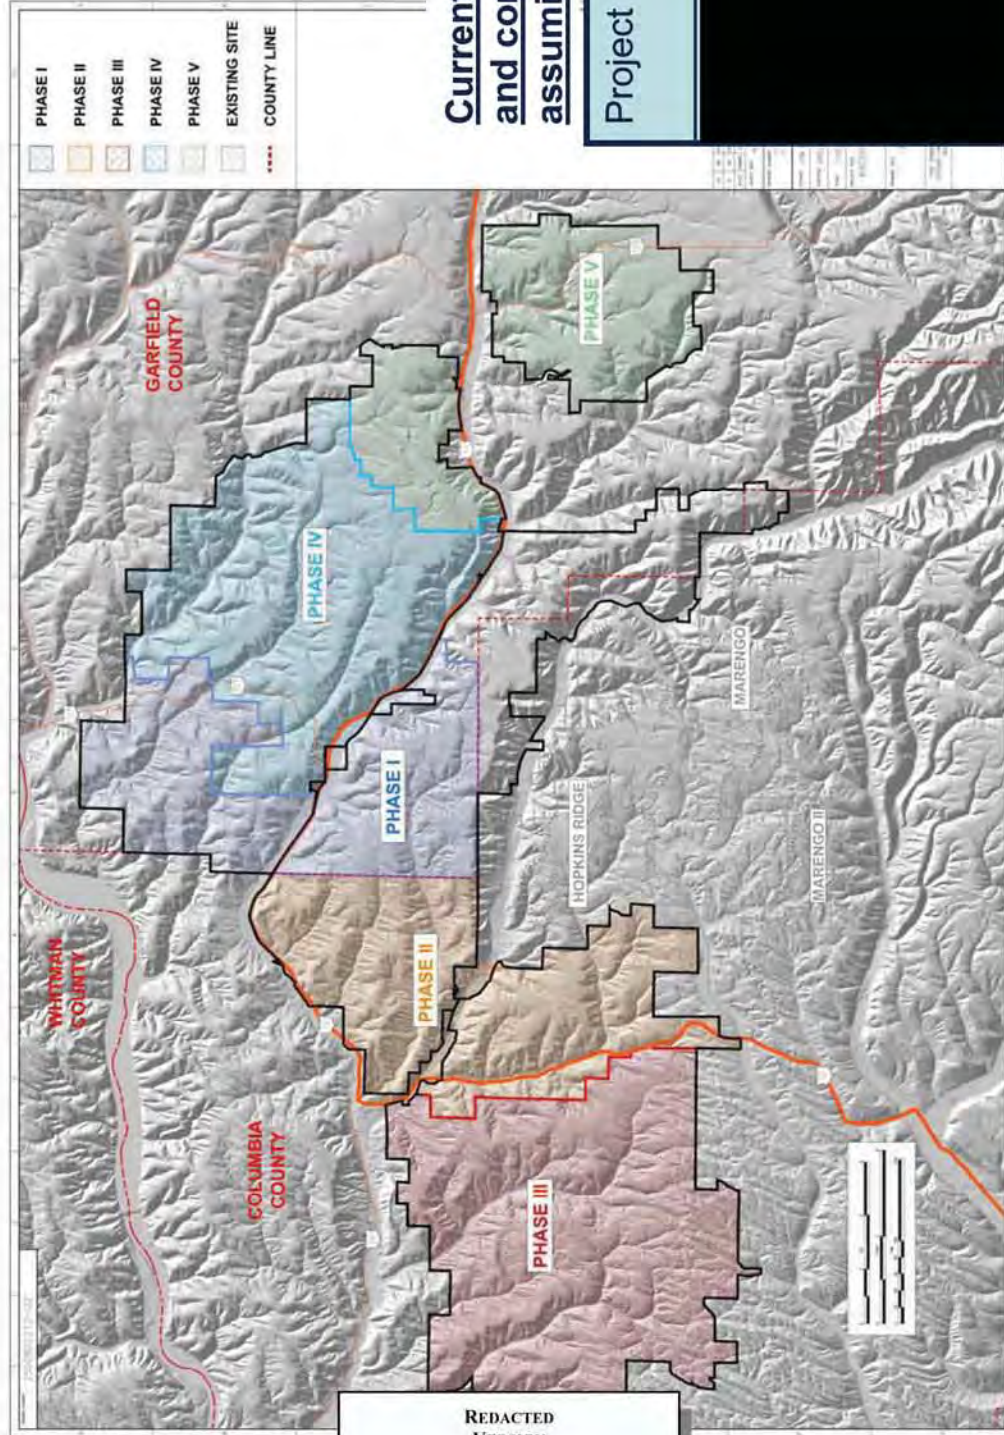 PHASE I
PHASE II
PHASE III
PHASE IV
PHASE V
EXISTING SITE
COUNTY LINE
Current
and co
assumi
Project
GARFIELD
COUNTY
WHITMAN
COUNTY
COLUMBIA
COUNTY
PHASE V
PHASE IV
PHASE I
PHASE II
PHASE III
HOPKINS RIDGE
MARENGO
MARENGO II
REDACTED